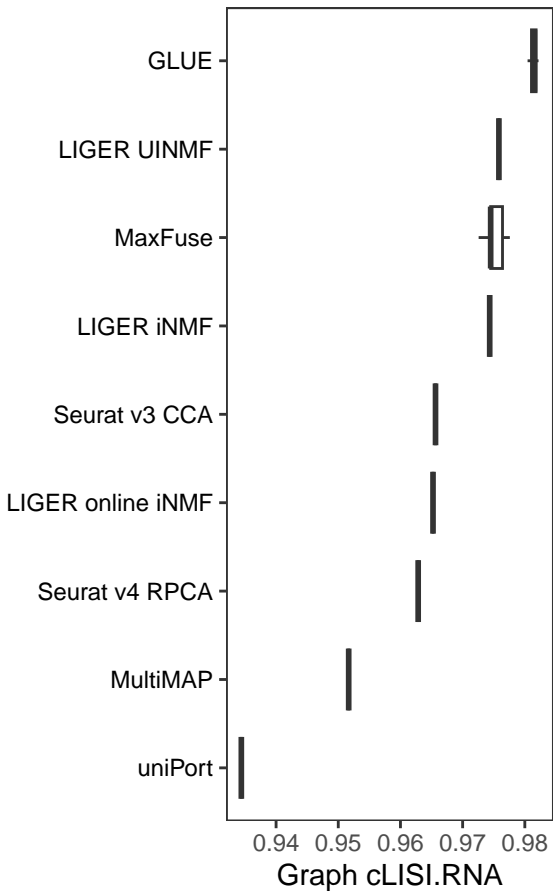 GLUE
LIGER UINMF
MaxFuse
LIGER iNMF
Seurat v3 CCA
LIGER online iNMF
Seurat v4 RPCA
MultiMAP
uniPort
0.94 0.95 0.96 0.97 0.98
Graph cLISI.RNA